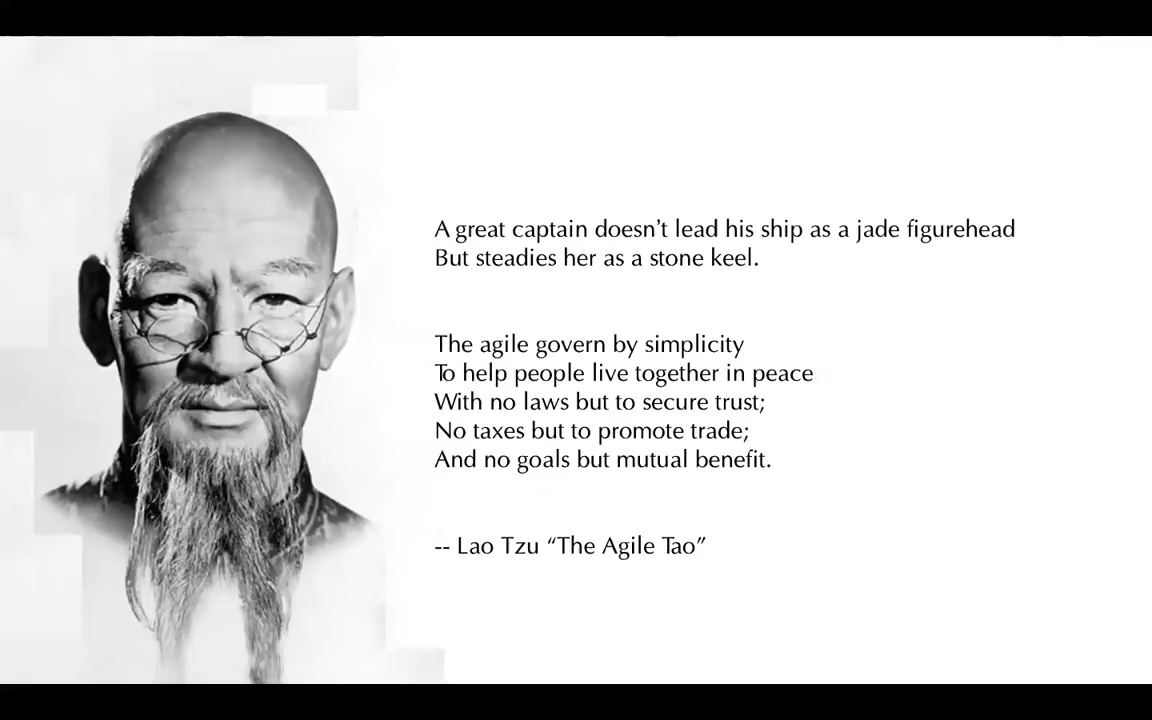 A great captain doesn’t lead his ship as a jade figurehead
But steadies her as a stone keel.
The agile govern by simplicity
To help people live together in peace
With no laws but to secure trust;
No taxes but to promote trade;
And no goals but mutual benefit.
-- Lao Tzu “The Agile Tao”